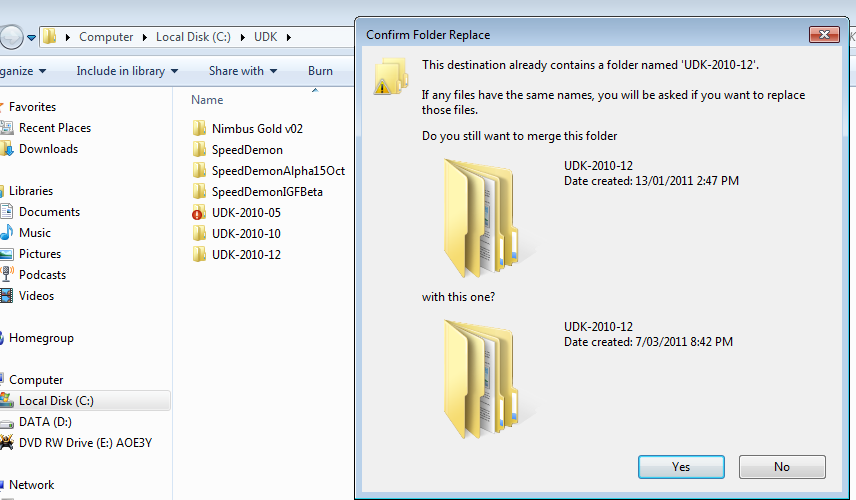 Confirm Folder Replace
Computer Local Disk (C:) UDK
Include in library Share with Burn
This destination already contains a folder named 'UDK-2010-12'.
If any files have the same names, you will be asked if you want to replace
those files.
Do you still want to merge this folder
UDK-2010-12
Date created: 13/01/2011 2:47 PM
with this one?
UDK-2010-12
Date created: 7/03/2011 8:42 PM
Yes No
Favorites
Recent Places
Downloads
Libraries
Documents
Music
Pictures
Podcasts
Videos
Homegroup
Computer
Local Disk (C:)
DATA (D:)
DVD RW Drive (E:) AOE3Y
Network
Name
Nimbus Gold v02
SpeedDemon
SpeedDemonAlpha15Oct
SpeedDemonIGFBeta
UDK-2010-05
UDK-2010-10
UDK-2010-12